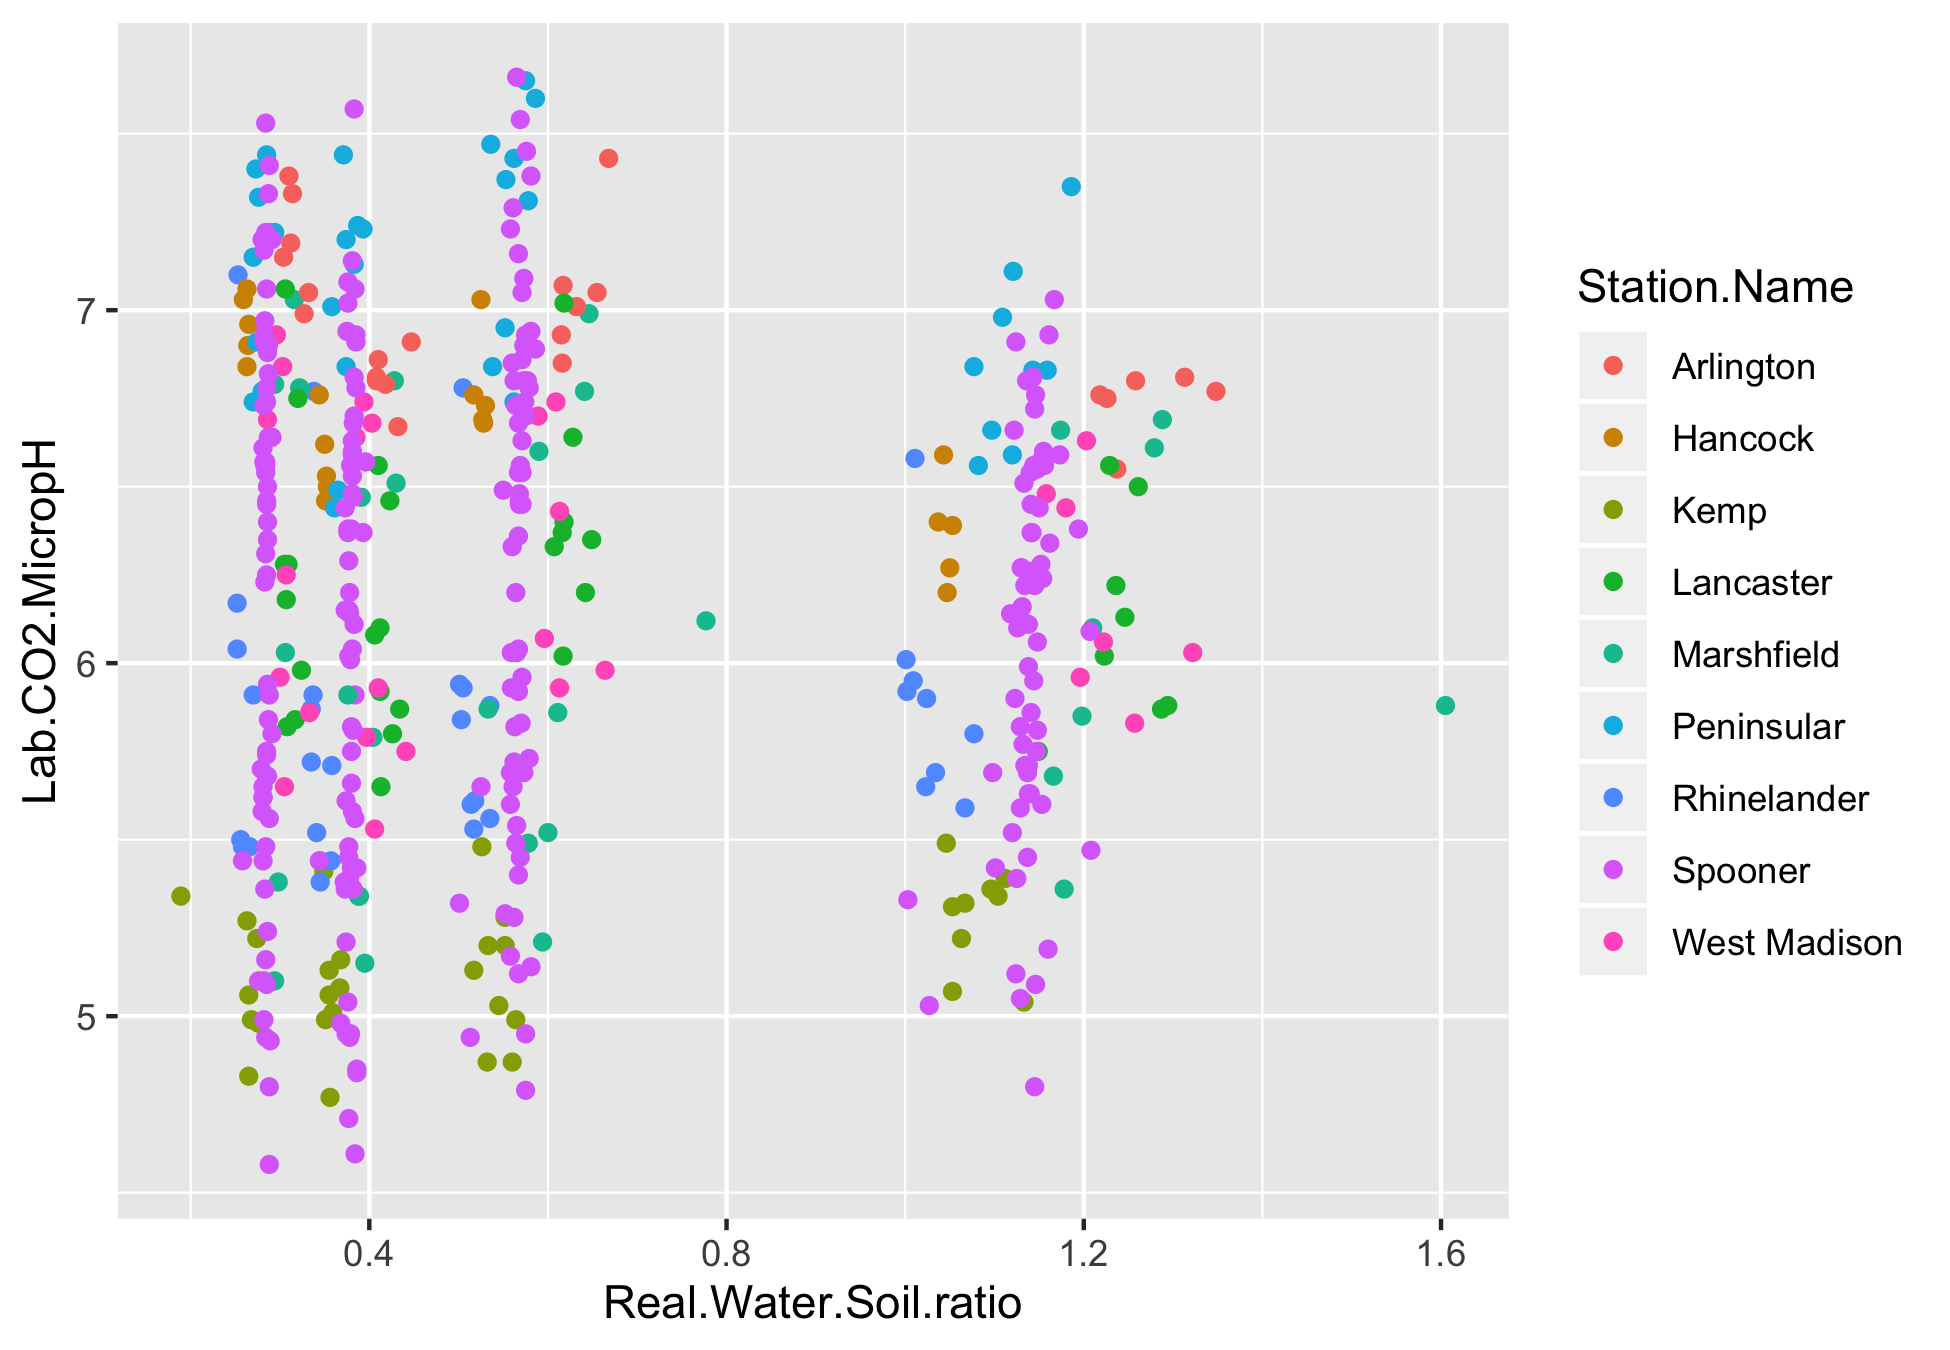 Lab.CO2.MicropH
7
6
5
0.4
0.8
1.2
1.6
Real.Water.Soil.ratio
Station.Name
Arlington
Hancock
Kemp
Lancaster
Marshfield
Peninsular
Rhinelander
Spooner
West Madison